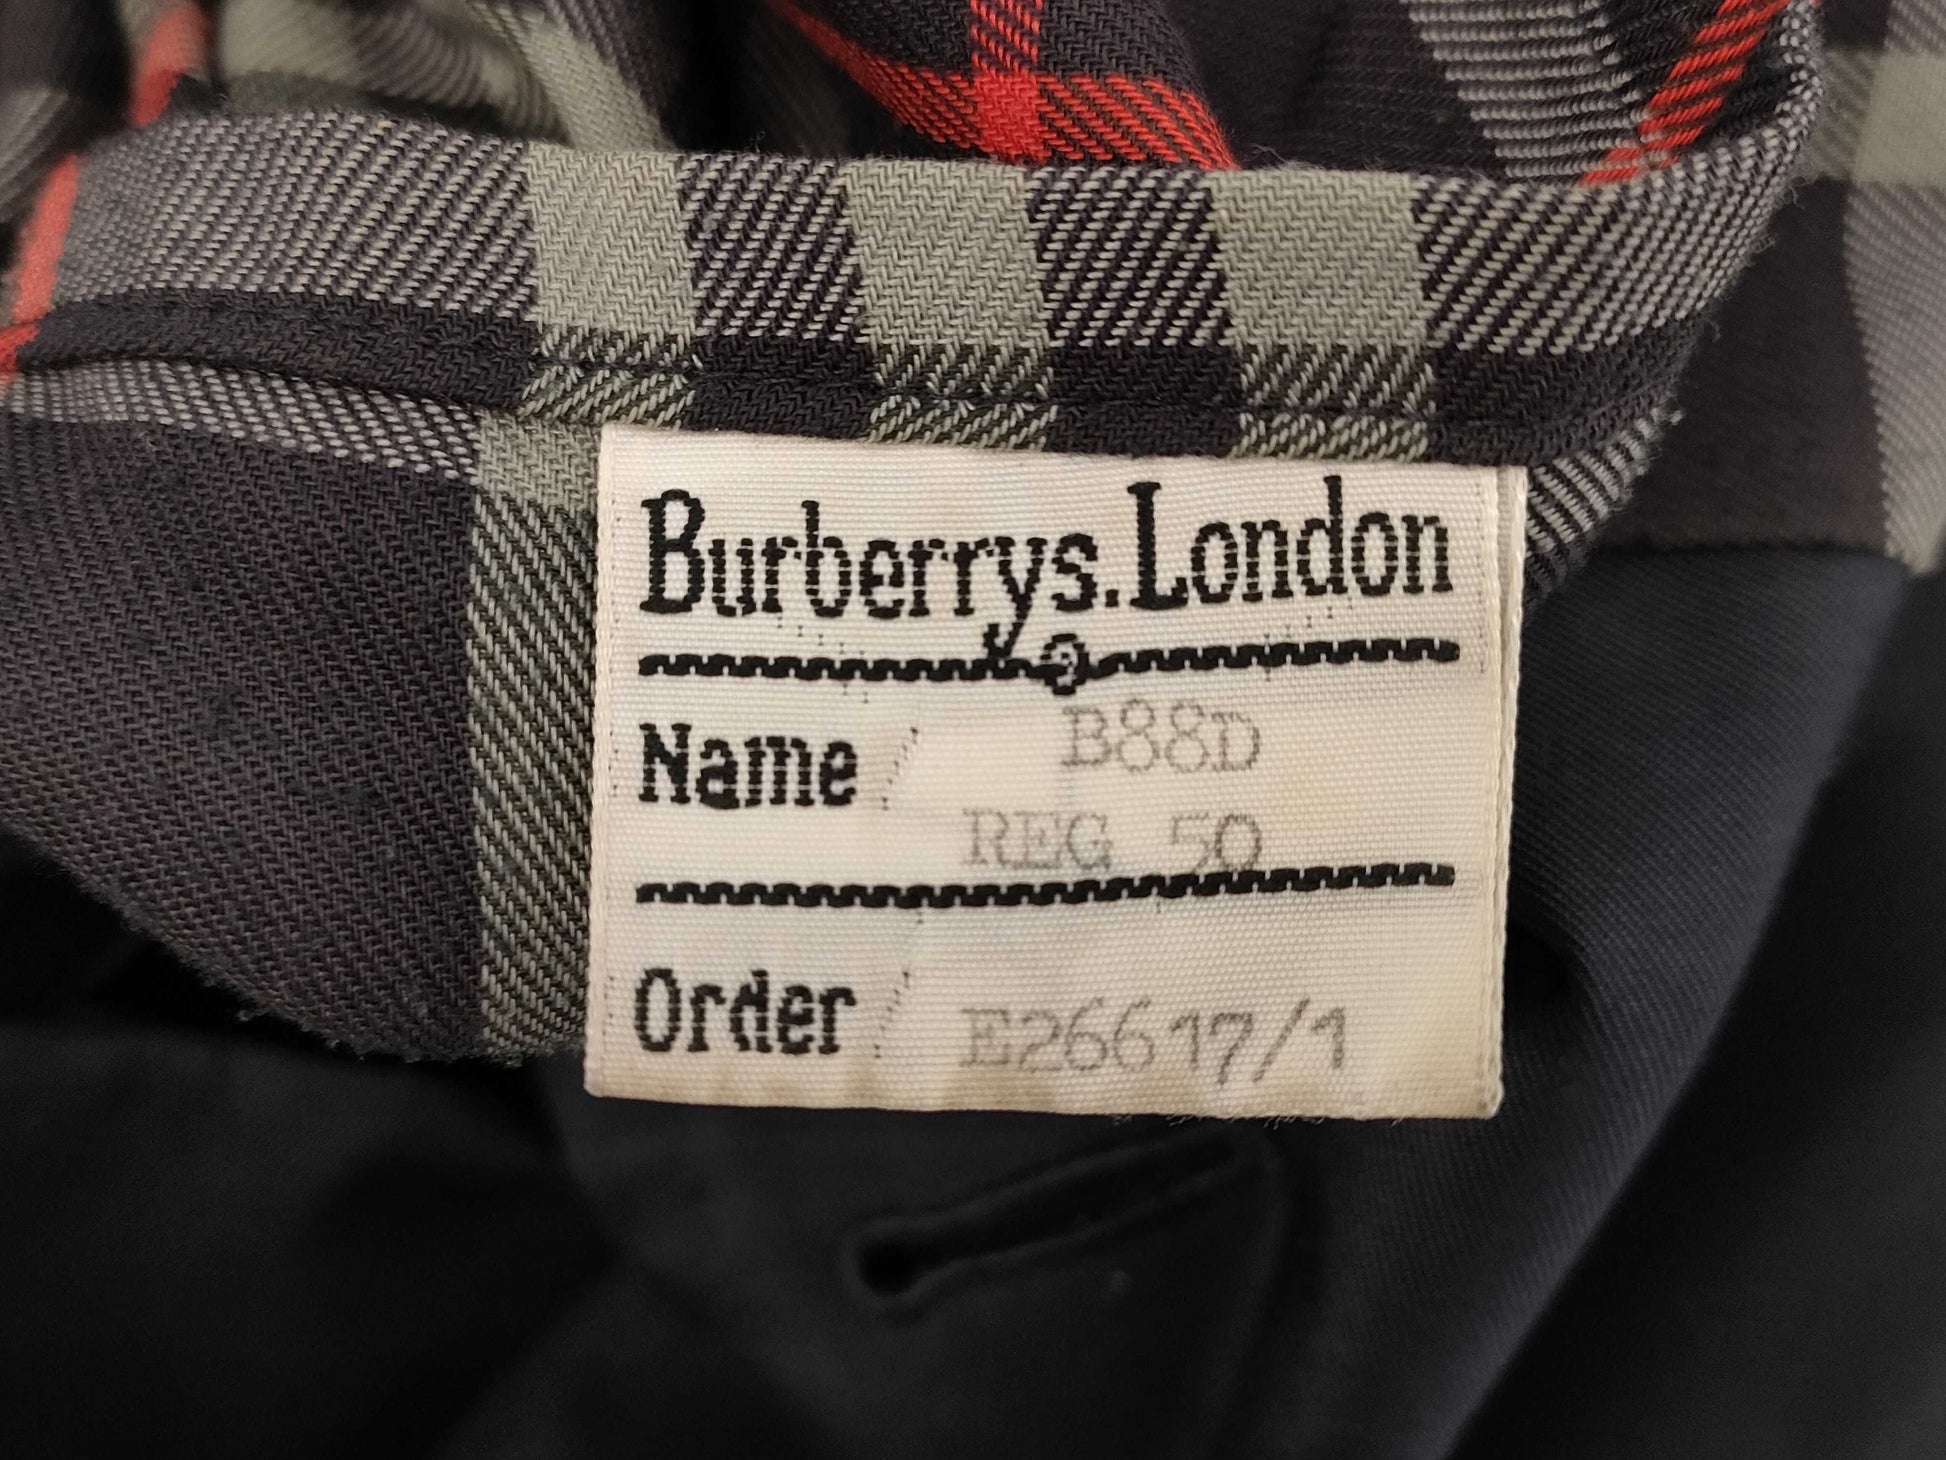 Burberrys.London
Name / B88D
REG 50
Order / E26617/1